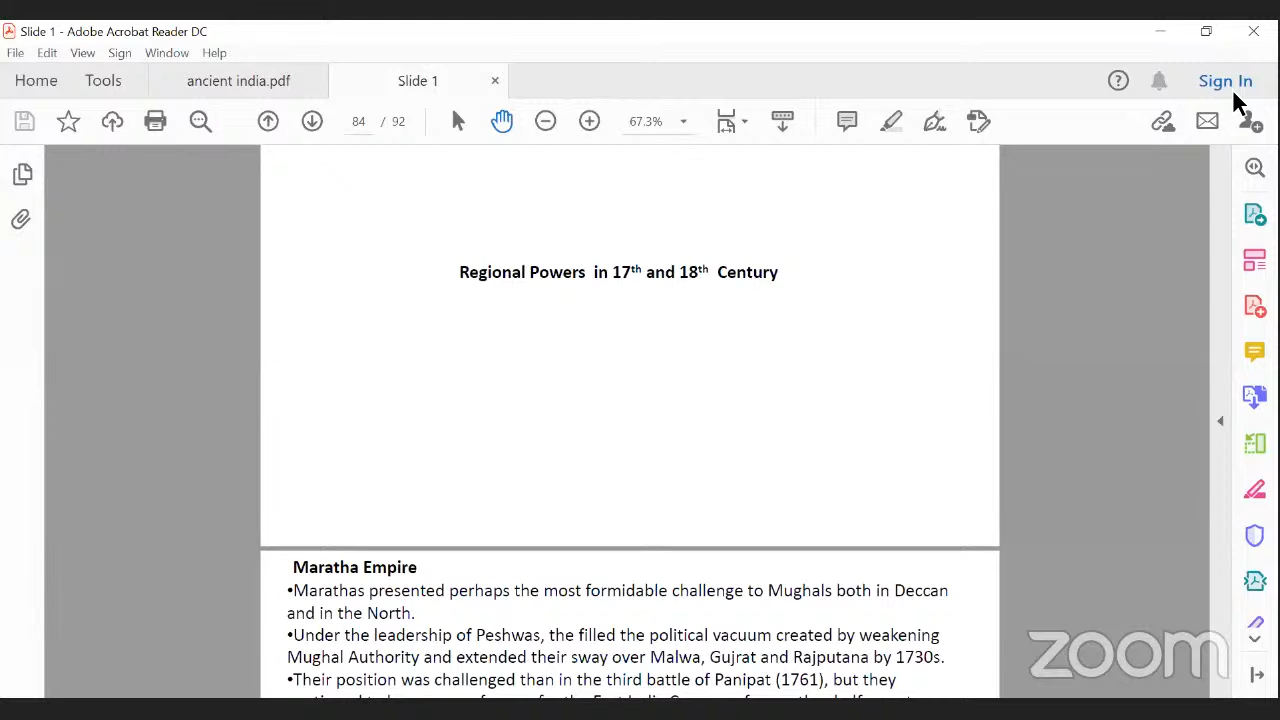 Slide 1 - Adobe Acrobat Reader DC
File Edit View Sign Window Help
Home Tools ancient india.pdf Slide 1 × Sign In
84 / 92 67.3%
Regional Powers in 17th and 18th Century
Maratha Empire
•Marathas presented perhaps the most formidable challenge to Mughals both in Deccan
and in the North.
•Under the leadership of Peshwas, the filled the political vacuum created by weakening
Mughal Authority and extended their sway over Malwa, Gujrat and Rajputana by 1730s.
•Their position was challenged than in the third battle of Panipat (1761), but they
zoom